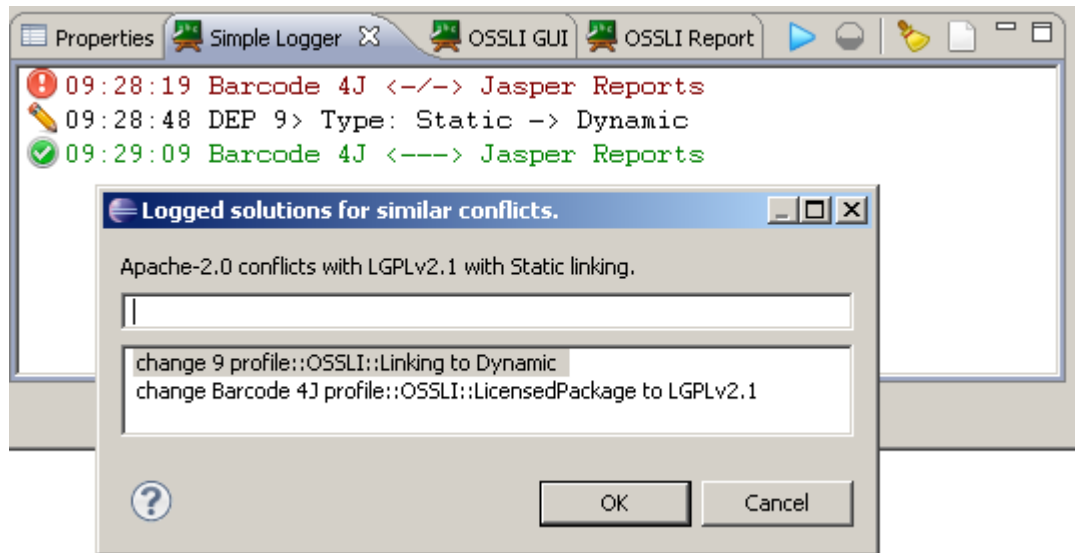 Properties Simple Logger OSSLI GUI OSSLI Report
09:28:19 Barcode 4J <-/-> Jasper Reports
09:28:48 DEP 9> Type: Static -> Dynamic
09:29:09 Barcode 4J <---> Jasper Reports
Logged solutions for similar conflicts.
Apache-2.0 conflicts with LGPLv2.1 with Static linking.
change 9 profile::OSSLI::Linking to Dynamic
change Barcode 4J profile::OSSLI::LicensedPackage to LGPLv2.1
? OK Cancel